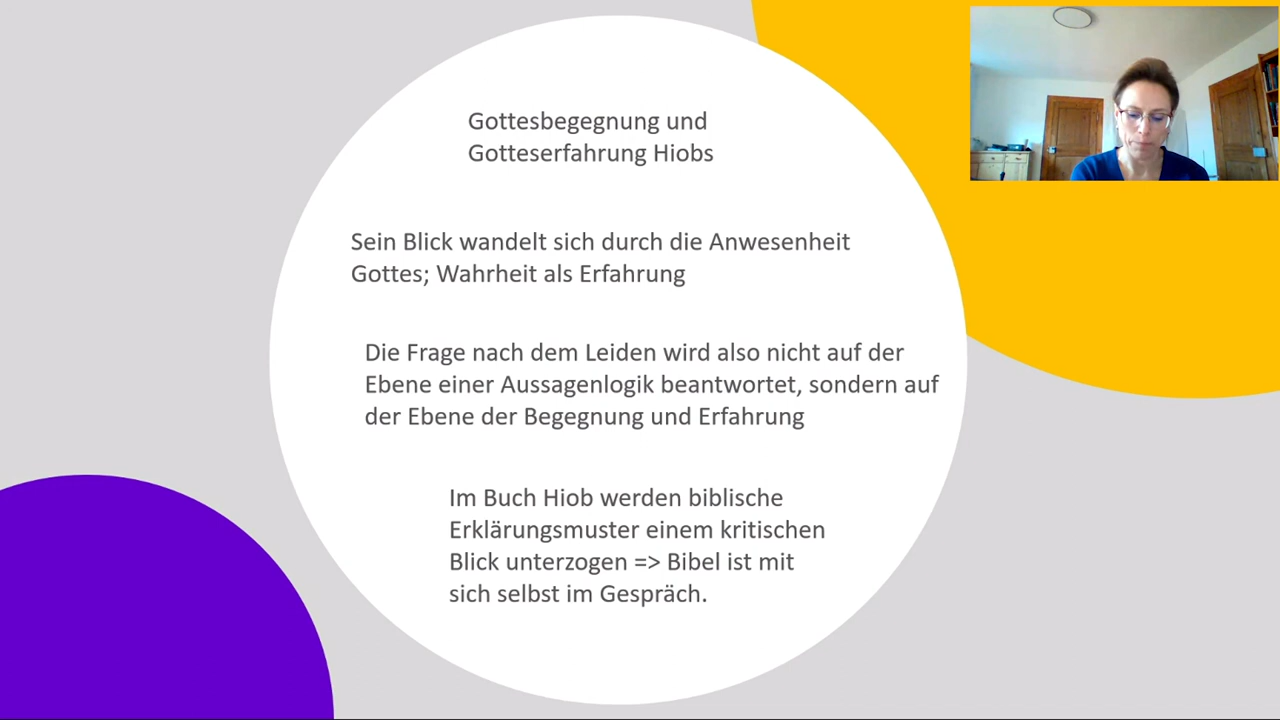 Gottesbegegnung und
Gotteserfahrung Hiobs
Sein Blick wandelt sich durch die Anwesenheit
Gottes; Wahrheit als Erfahrung
Die Frage nach dem Leiden wird also nicht auf der
Ebene einer Aussagenlogik beantwortet, sondern auf
der Ebene der Begegnung und Erfahrung
Im Buch Hiob werden biblische
Erklärungsmuster einem kritischen
Blick unterzogen => Bibel ist mit
sich selbst im Gespräch.